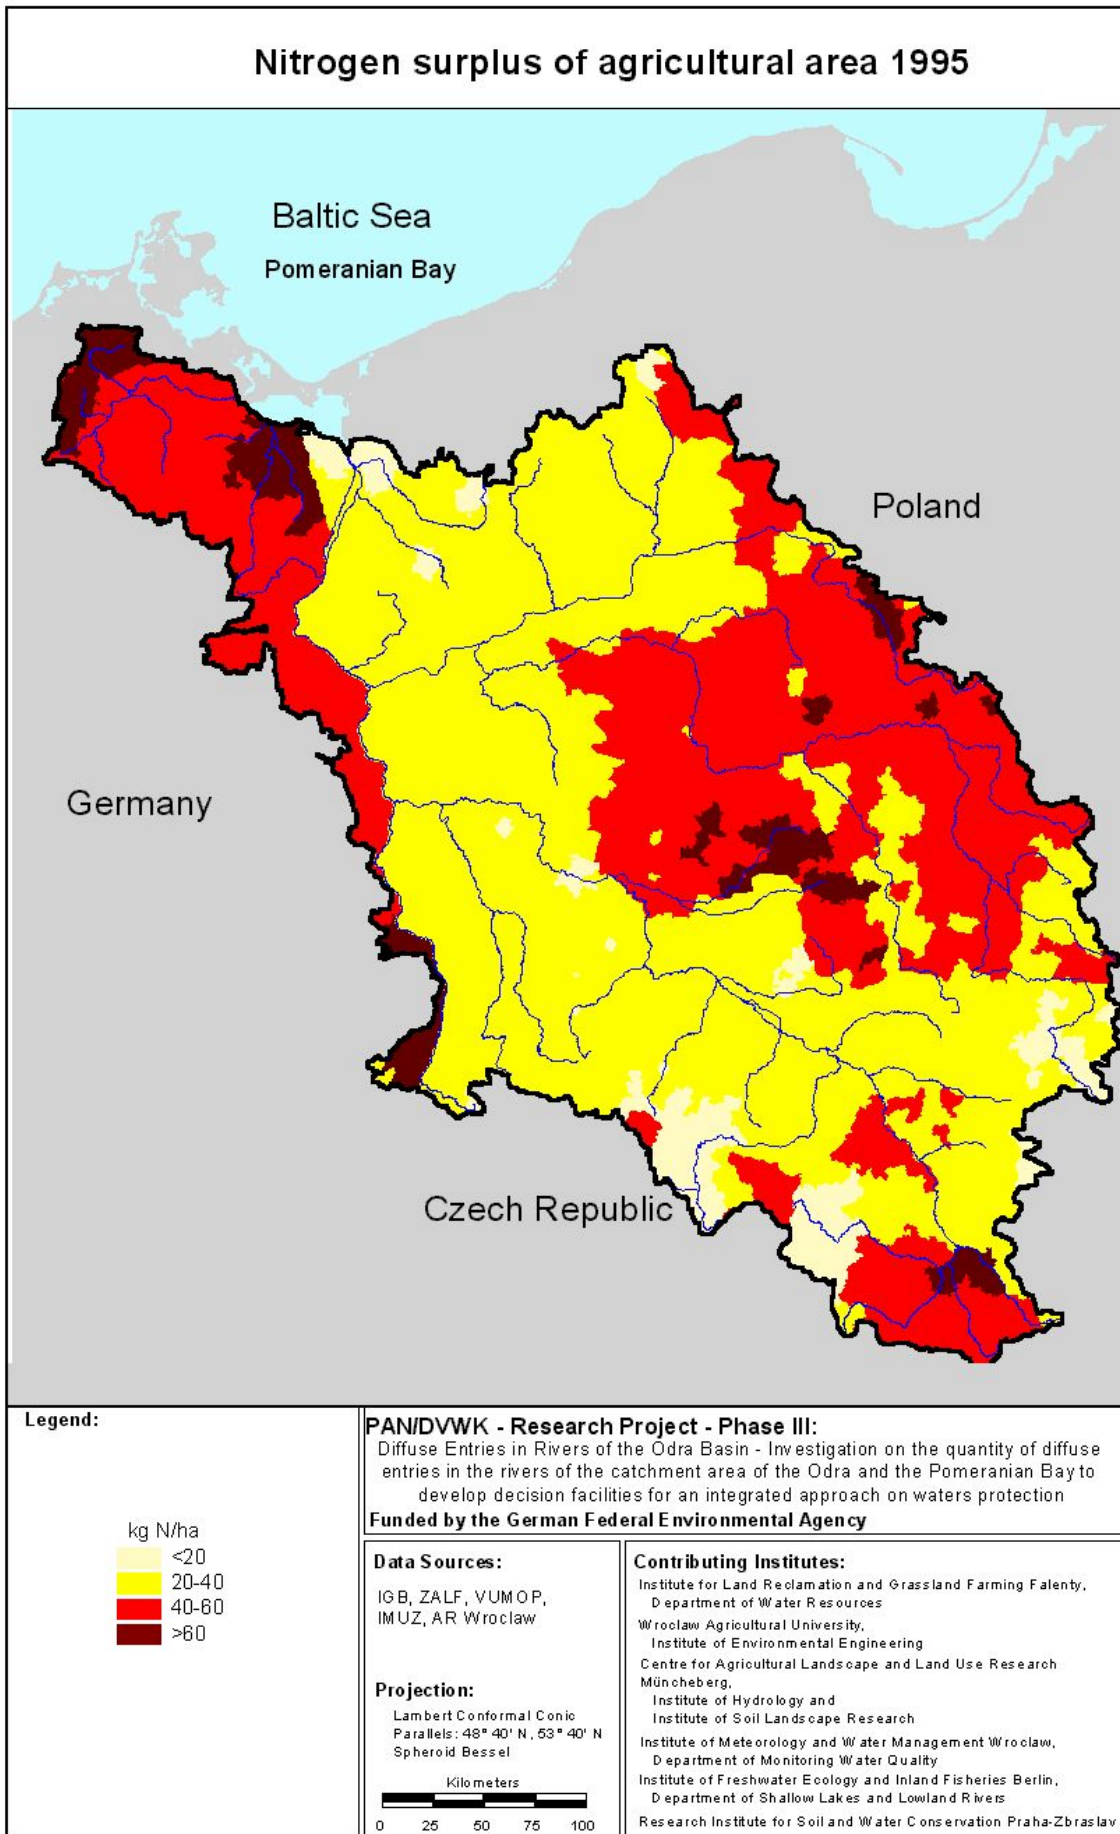 Nitrogen surplus of agricultural area 1995
Baltic Sea
Pomeranian Bay
Poland
Germany
Czech Republic
Legend:
kg N/ha
<20
20-40
40-60
>60
PAN/DVWK - Research Project - Phase III:
Diffuse Entries in Rivers of the Odra Basin - Investigation on the quantity of diffuse
entries in the rivers of the catchment area of the Odra and the Pomeranian Bay to
develop decision facilities for an integrated approach on waters protection
Funded by the German Federal Environmental Agency
Data Sources:
IGB, ZALF, VUMOP,
IMUZ, AR Wroclaw
Projection:
Lambert Conformal Conic
Parallels: 48° 40' N, 53° 40' N
Spheroid Bessel
Kilometers
0 25 50 75 100
Contributing Institutes:
Institute for Land Reclamation and Grassland Farming Falenty,
Department of Water Resources
Wroclaw Agricultural University,
Institute of Environmental Engineering
Centre for Agricultural Landscape and Land Use Research
Müncheberg,
Institute of Hydrology and
Institute of Soil Landscape Research
Institute of Meteorology and Water Management Wroclaw,
Department of Monitoring Water Quality
Institute of Freshwater Ecology and Inland Fisheries Berlin,
Department of Shallow Lakes and Lowland Rivers
Research Institute for Soil and Water Conservation Praha-Zbraslav